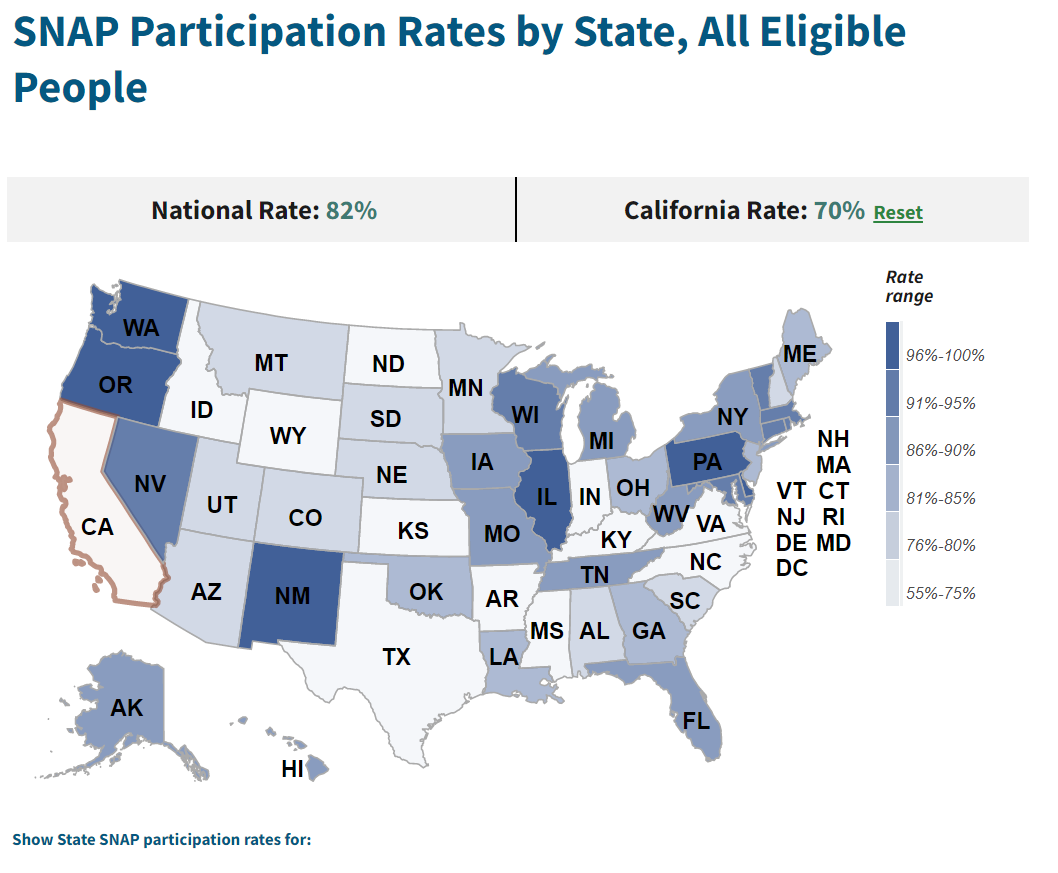 SNAP Participation Rates by State, All Eligible
People
National Rate: 82%
California Rate: 70% Reset
Rate
range
96%-100%
91%-95%
86%-90%
81%-85%
76%-80%
55%-75%
WA
OR
ID
MT
ND
MN
WI
MI
NY
ME
CA
NV
UT
WY
SD
NE
IA
IL
IN
OH
PA
CO
KS
MO
KY
WV
VA
NH
MA
VT CT
NJ RI
DE MD
DC
AZ
NM
OK
AR
TN
NC
SC
TX
LA
MS
AL
GA
FL
AK
HI
Show State SNAP participation rates for: